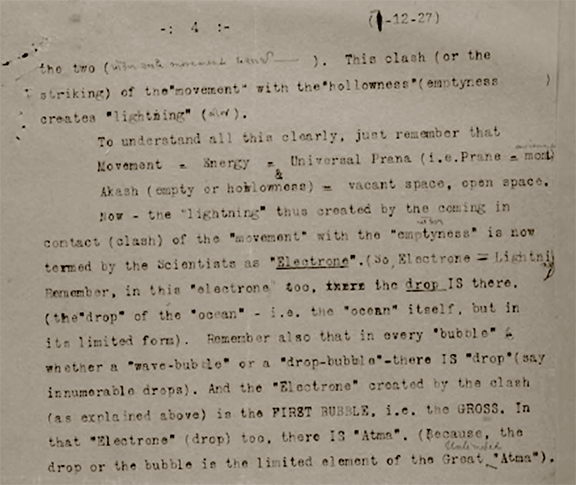 -: 4 :- ( -12-27)
the two ( ). This clash (or the
striking) of the"movement" with the"hollowness"(emptyness )
creates "lightning" ( ).
To understand all this clearly, just remember that
Movement = Energy = Universal Prana (i.e.Prane =
&
Akash (empty or hollowness) = vacant space, open space.
Now - the "lightning" thus created by the coming in
contact (clash) of the "movement" with the "emptyness" is now
termed by the Scientists as "Electrone".(So Electrone = Lightni
Remember, in this "electrone" too, there the drop IS there.
(the"drop" of the "ocean" - i.e. the "ocean" itself, but in
its limited form). Remember also that in every "bubble"
whether a "wave-bubble" or a "drop-bubble"-there IS "drop"(say
innumerable drops). And the "Electrone" created by the clash
(as explained above) is the FIRST BUBBLE, i.e. the GROSS. In
that "Electrone" (drop) too, there IS "Atma". (Because, the
Unlimited
drop or the bubble is the limited element of the Great "Atma").